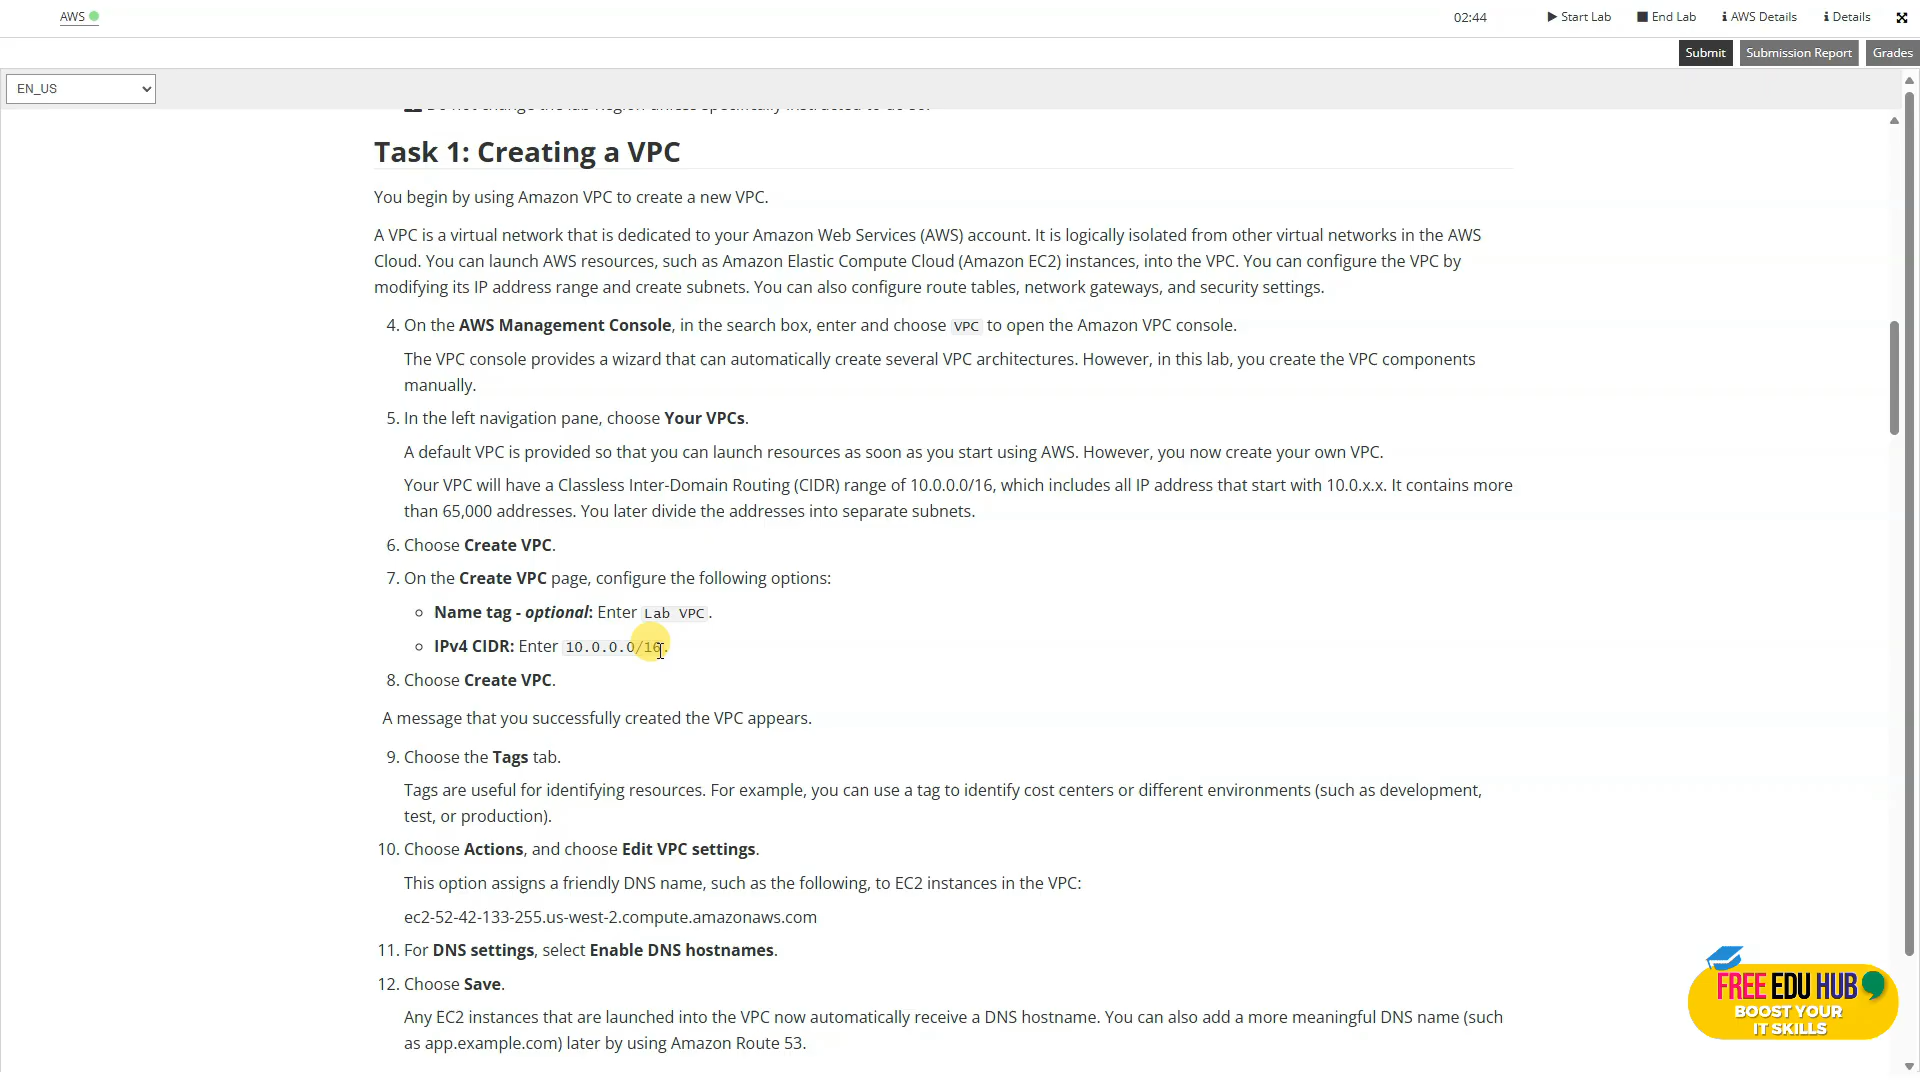 AWS
02:44
Start Lab
End Lab
AWS Details
Details
Submit
Submission Report
Grades
EN_US
Do not change the lab Region unless specifically instructed to do so.
Task 1: Creating a VPC
You begin by using Amazon VPC to create a new VPC.
A VPC is a virtual network that is dedicated to your Amazon Web Services (AWS) account. It is logically isolated from other virtual networks in the AWS
Cloud. You can launch AWS resources, such as Amazon Elastic Compute Cloud (Amazon EC2) instances, into the VPC. You can configure the VPC by
modifying its IP address range and create subnets. You can also configure route tables, network gateways, and security settings.
4. On the AWS Management Console, in the search box, enter and choose VPC to open the Amazon VPC console.
The VPC console provides a wizard that can automatically create several VPC architectures. However, in this lab, you create the VPC components
manually.
5. In the left navigation pane, choose Your VPCs.
A default VPC is provided so that you can launch resources as soon as you start using AWS. However, you now create your own VPC.
Your VPC will have a Classless Inter-Domain Routing (CIDR) range of 10.0.0.0/16, which includes all IP address that start with 10.0.x.x. It contains more
than 65,000 addresses. You later divide the addresses into separate subnets.
6. Choose Create VPC.
7. On the Create VPC page, configure the following options:
Name tag - optional: Enter Lab VPC.
IPv4 CIDR: Enter 10.0.0.0/16.
8. Choose Create VPC.
A message that you successfully created the VPC appears.
9. Choose the Tags tab.
Tags are useful for identifying resources. For example, you can use a tag to identify cost centers or different environments (such as development,
test, or production).
10. Choose Actions, and choose Edit VPC settings.
This option assigns a friendly DNS name, such as the following, to EC2 instances in the VPC:
ec2-52-42-133-255.us-west-2.compute.amazonaws.com
11. For DNS settings, select Enable DNS hostnames.
12. Choose Save.
Any EC2 instances that are launched into the VPC now automatically receive a DNS hostname. You can also add a more meaningful DNS name (such
as app.example.com) later by using Amazon Route 53.
FREE EDU HUB
BOOST YOUR
IT SKILLS